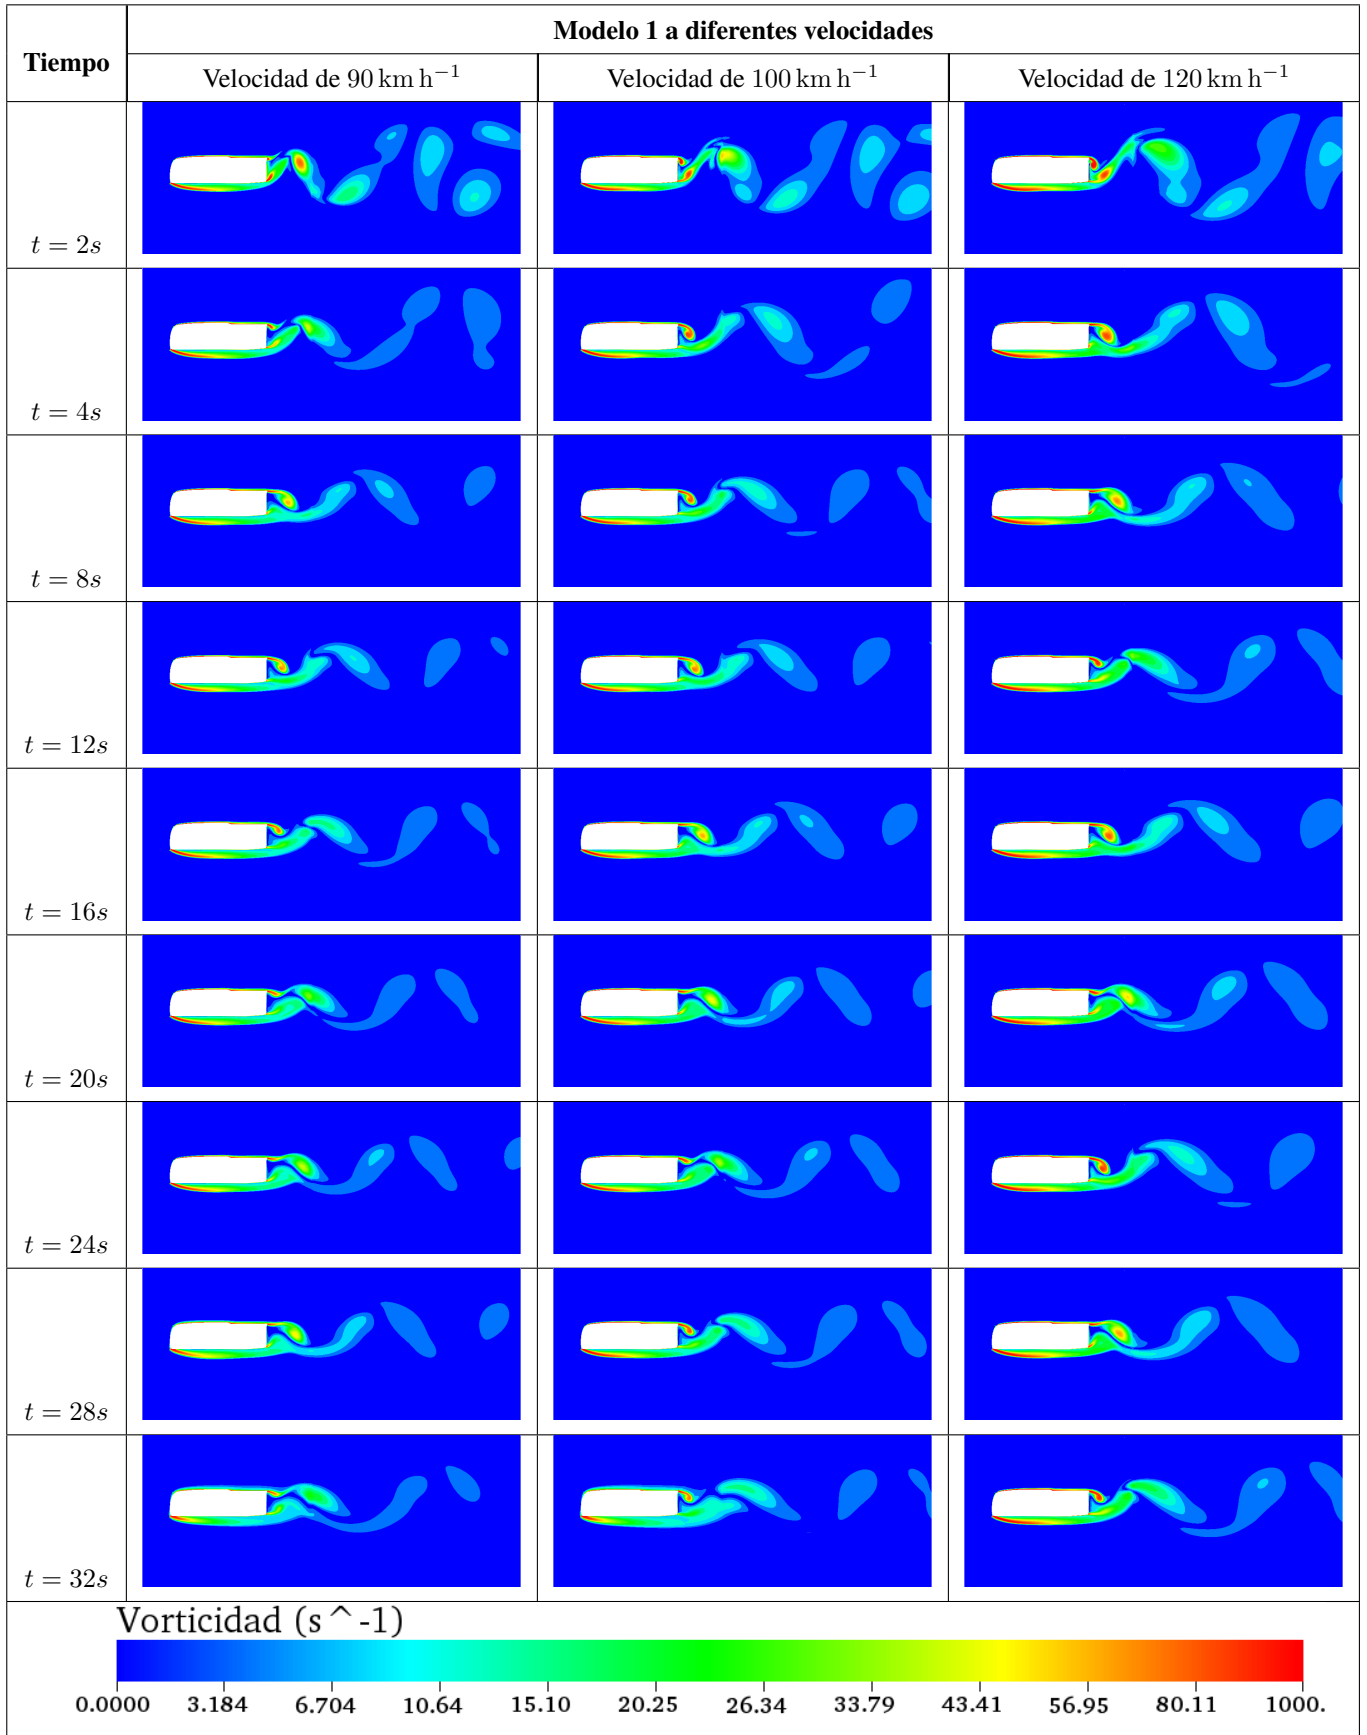 Modelo 1 a diferentes velocidades
Tiempo
Velocidad de 90 km h⁻¹
Velocidad de 100 km h⁻¹
Velocidad de 120 km h⁻¹
t = 2s
t = 4s
t = 8s
t = 12s
t = 16s
t = 20s
t = 24s
t = 28s
t = 32s
Vorticidad (s^-1)
0.0000 3.184 6.704 10.64 15.10 20.25 26.34 33.79 43.41 56.95 80.11 1000.